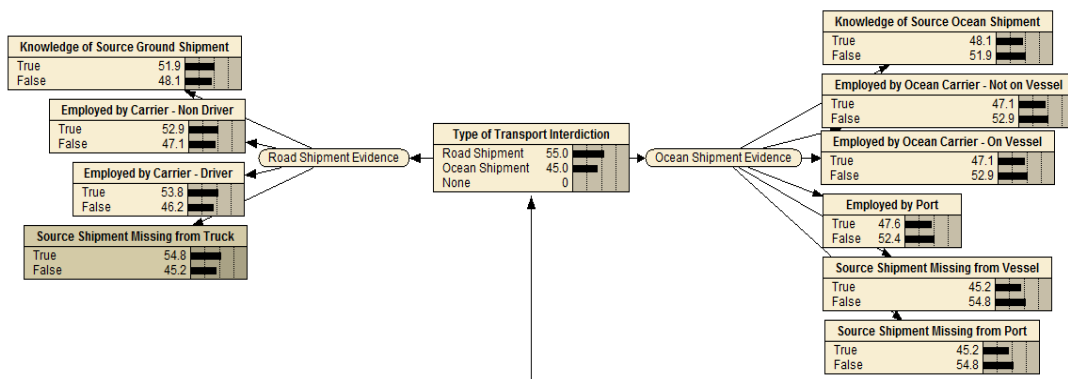 Knowledge of Source Ground Shipment
True 51.9
False 48.1
Employed by Carrier - Non Driver
True 52.9
False 47.1
Employed by Carrier - Driver
True 53.8
False 46.2
Source Shipment Missing from Truck
True 54.8
False 45.2
Road Shipment Evidence
Type of Transport Interdiction
Road Shipment 55.0
Ocean Shipment 45.0
None 0
Ocean Shipment Evidence
Knowledge of Source Ocean Shipment
True 48.1
False 51.9
Employed by Ocean Carrier - Not on Vessel
True 47.1
False 52.9
Employed by Ocean Carrier - On Vessel
True 47.1
False 52.9
Employed by Port
True 47.6
False 52.4
Source Shipment Missing from Vessel
True 45.2
False 54.8
Source Shipment Missing from Port
True 45.2
False 54.8